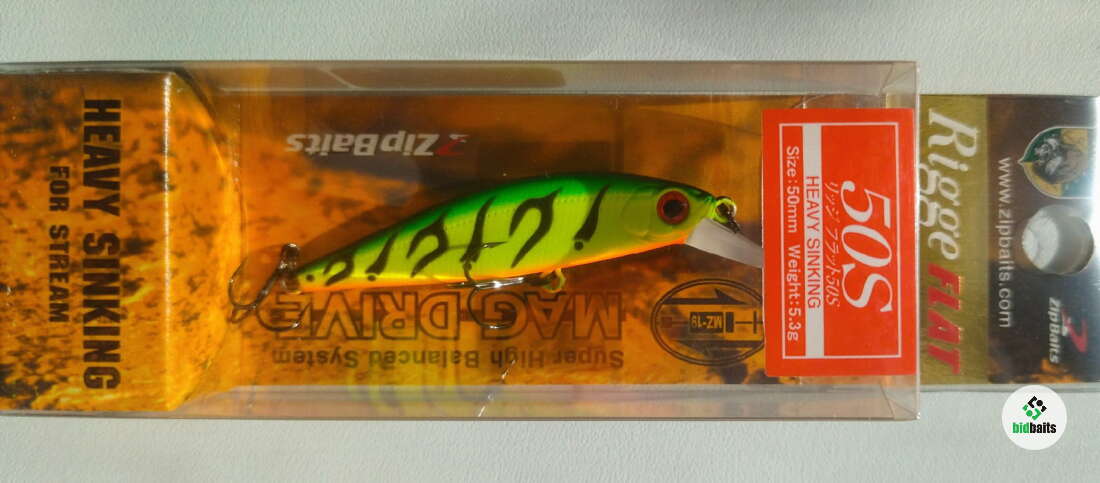 HEAVY SINKING
FOR STREAM
ZipBaits
MAG DRIVE
Super High Balanced System
MZ-19
50S
リッジ フラット50S
HEAVY SINKING
Size:50mm Weight:5.3g
Rigge
FLAT
www.zipbaits.com
ZipBaits
bidbaits